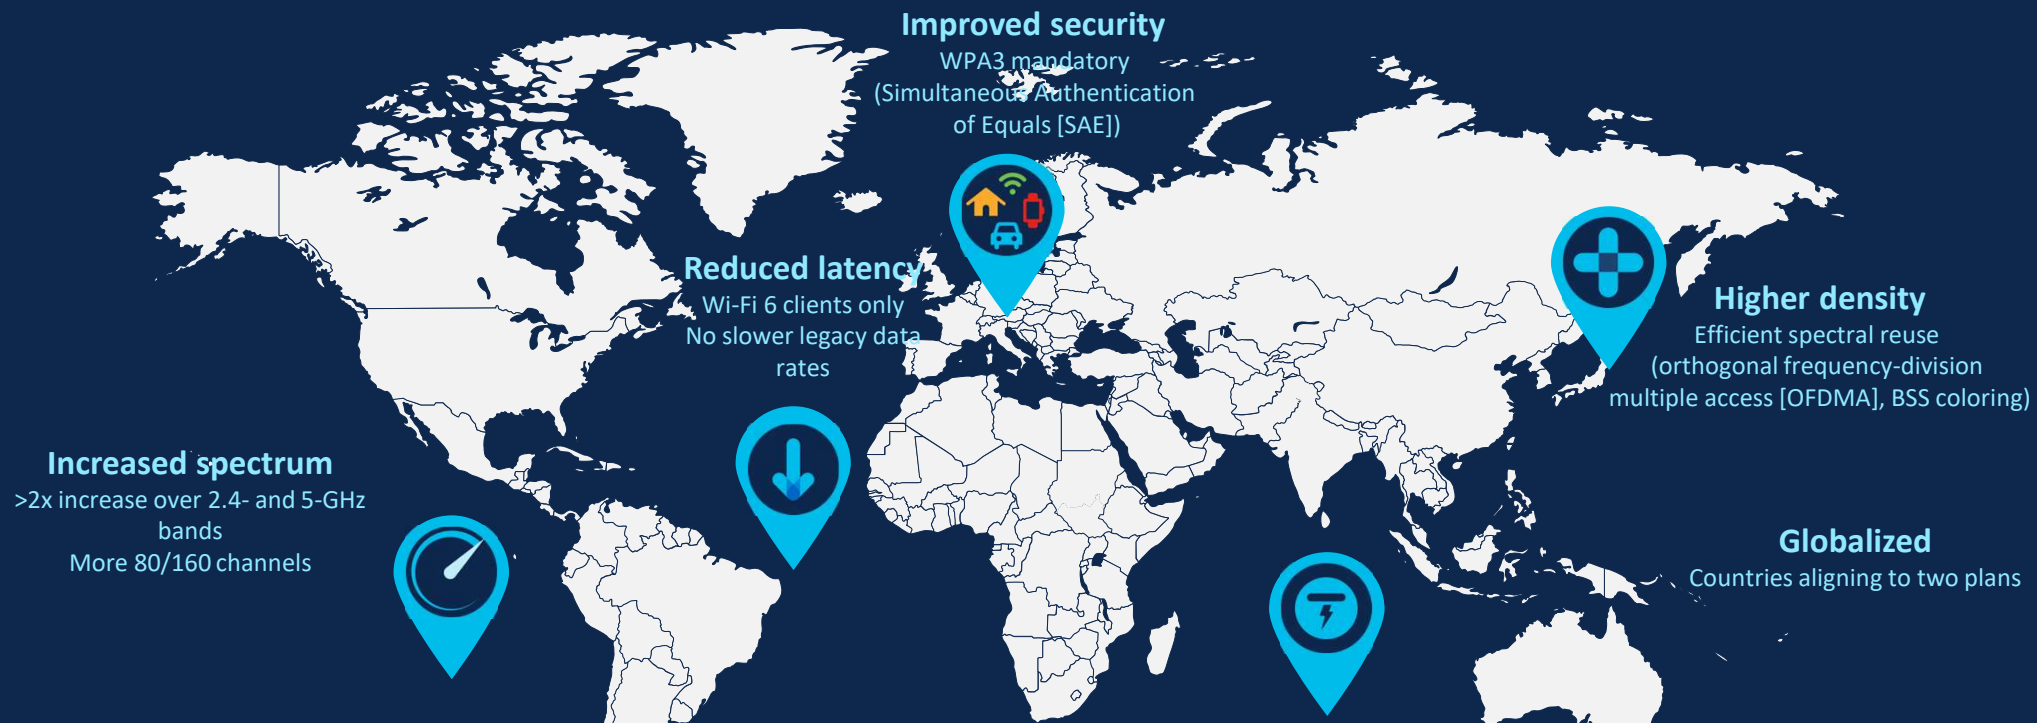 Improved security
WPA3 mandatory
(Simultaneous Authentication
of Equals [SAE])
Reduced latency
Wi-Fi 6 clients only
No slower legacy data
rates
Higher density
Efficient spectral reuse
(orthogonal frequency-division
multiple access [OFDMA], BSS coloring)
Increased spectrum
>2x increase over 2.4- and 5-GHz
bands
More 80/160 channels
Globalized
Countries aligning to two plans